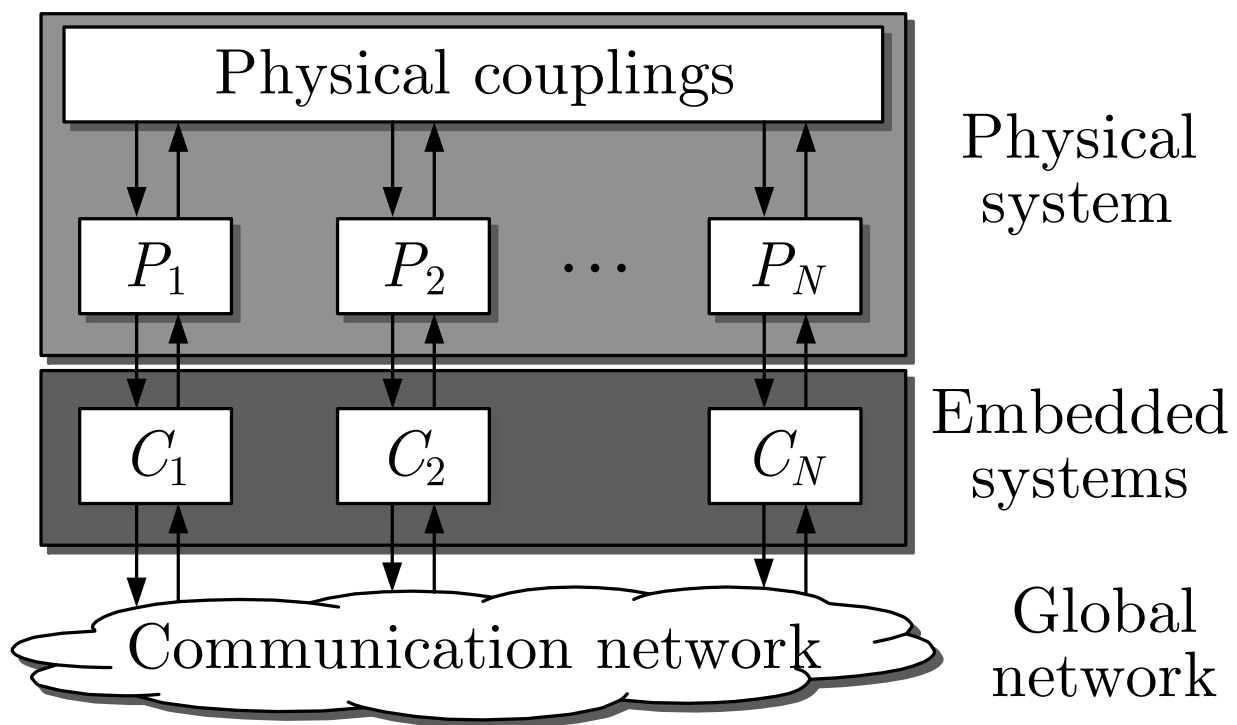 Physical couplings
Physical
system
P1 P2 ... PN
C1 C2 CN
Embedded
systems
Communication network
Global
network